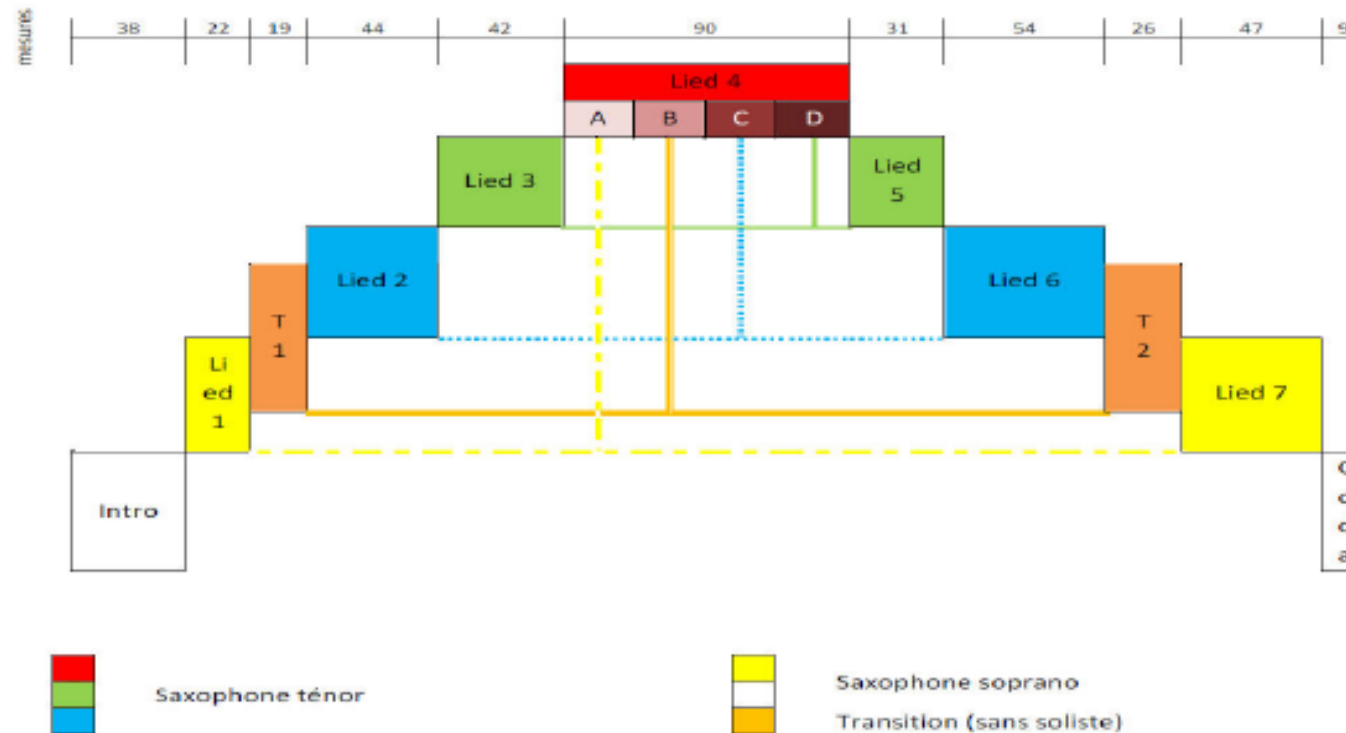 mesures
38 22 19 44 42 90 31 54 26 47 9
Lied 4
A B C D
Lied 3
Lied
5
Lied 2
Lied 6
T
1
T
2
Li
ed
1
Lied 7
Intro
C
o
d
a
Saxophone ténor
Saxophone soprano
Transition (sans soliste)